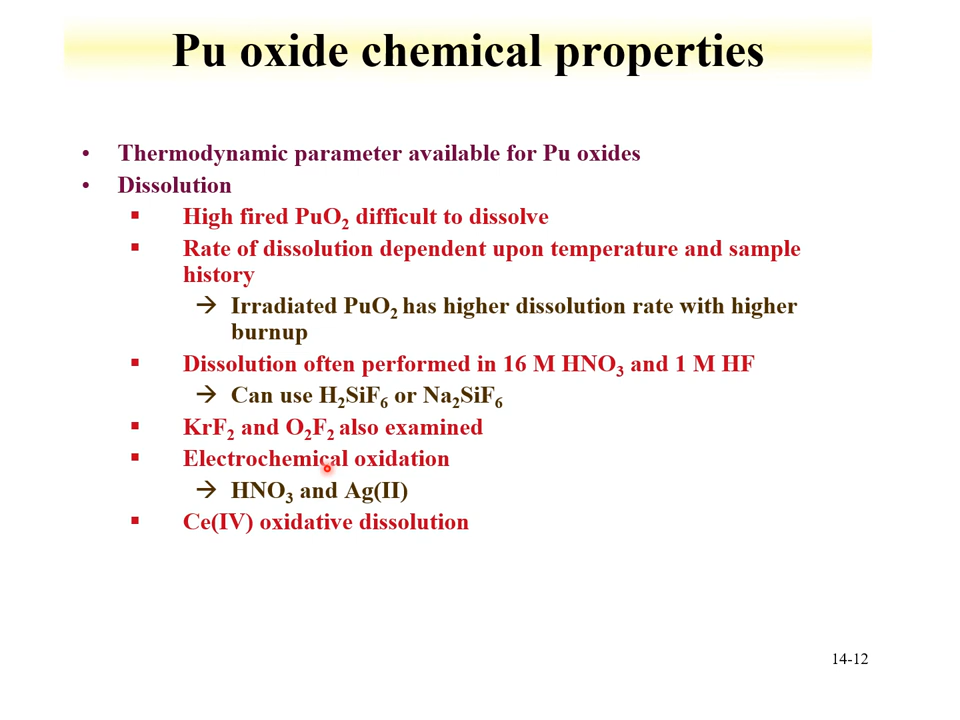 Pu oxide chemical properties
• Thermodynamic parameter available for Pu oxides
• Dissolution
▪ High fired PuO₂ difficult to dissolve
▪ Rate of dissolution dependent upon temperature and sample
history
→ Irradiated PuO₂ has higher dissolution rate with higher
burnup
▪ Dissolution often performed in 16 M HNO₃ and 1 M HF
→ Can use H₂SiF₆ or Na₂SiF₆
▪ KrF₂ and O₂F₂ also examined
▪ Electrochemical oxidation
→ HNO₃ and Ag(II)
▪ Ce(IV) oxidative dissolution
14-12